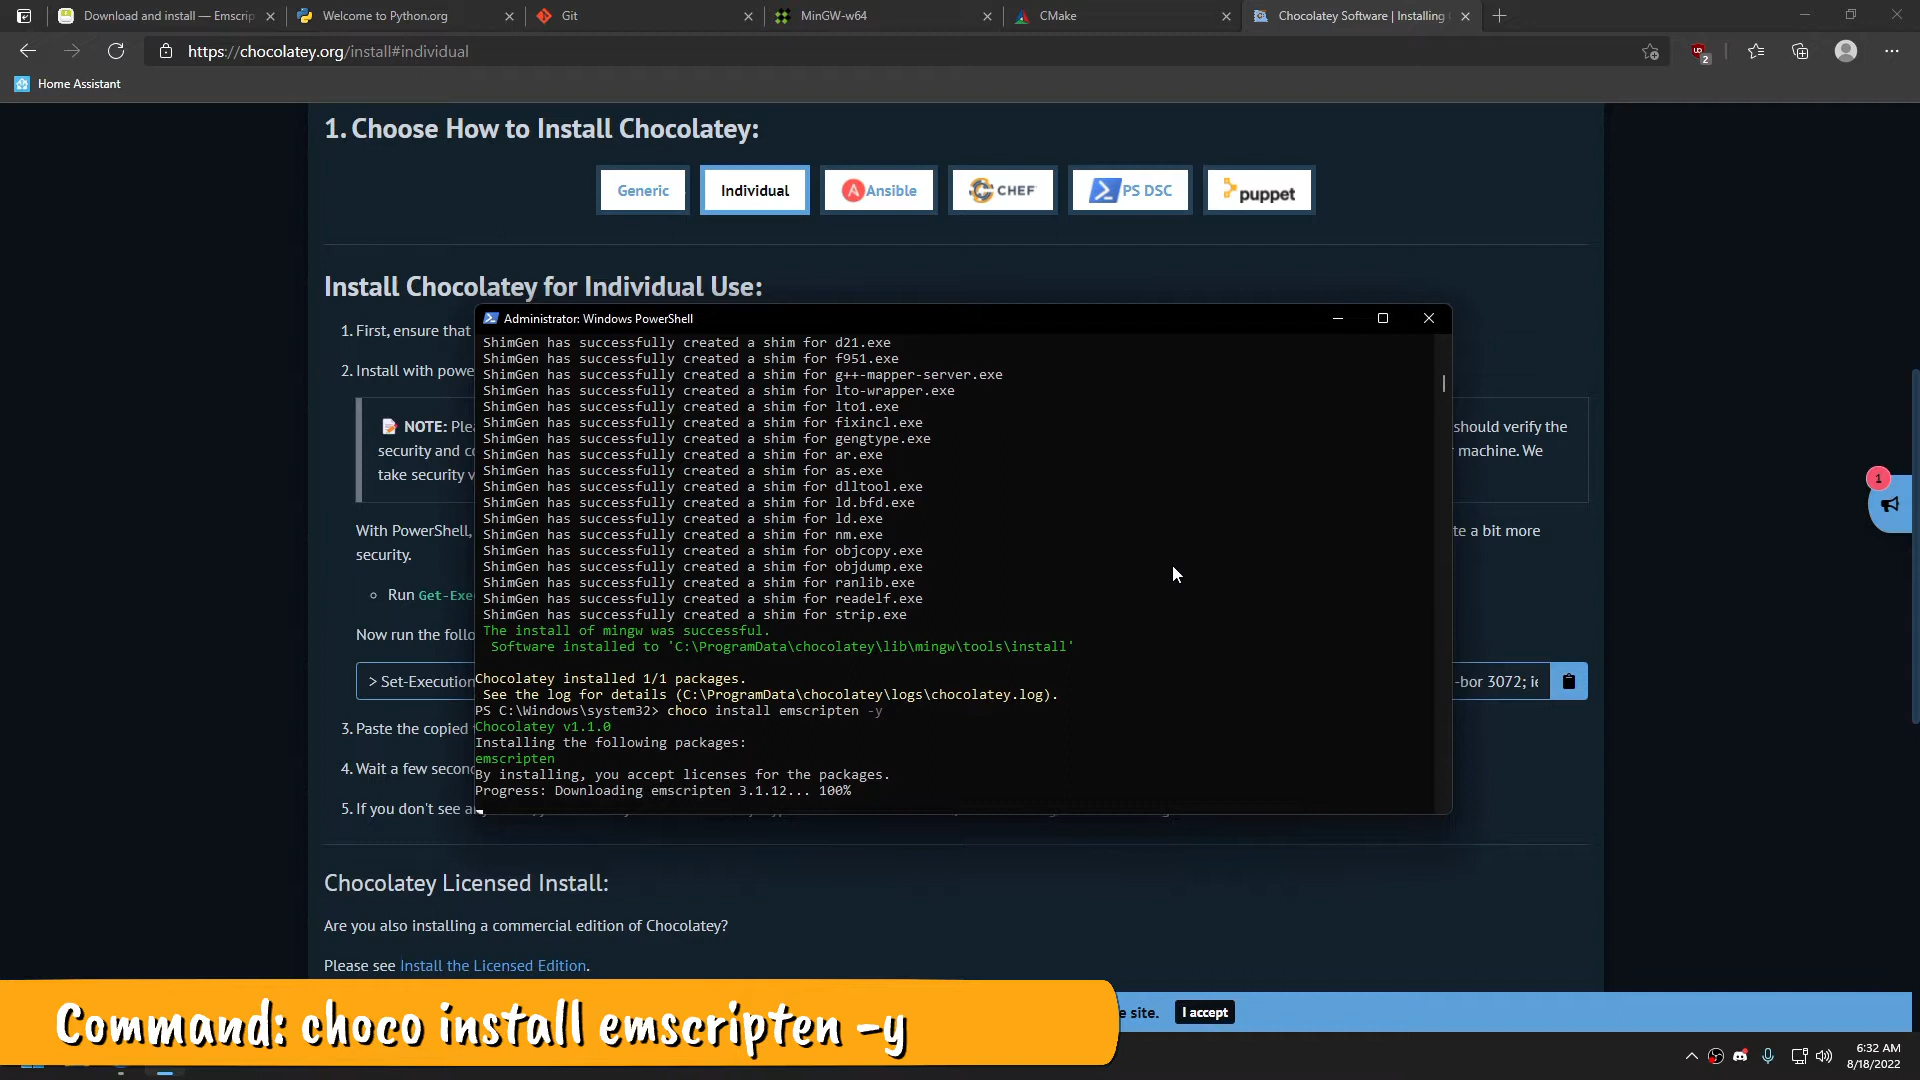 Download and install — Emscrip
Welcome to Python.org
Git
MinGW-w64
CMake
Chocolatey Software | Installing
https://chocolatey.org/install#individual
2
Home Assistant
1. Choose How to Install Chocolatey:
Generic
Individual
Ansible
CHEF
PS DSC
puppet
Install Chocolatey for Individual Use:
1. First, ensure that
2. Install with powe
NOTE: Plea
should verify the
security and co
machine. We
take security v
With PowerShell,
te a bit more
security.
Run Get-Exe
Now run the follo
> Set-Execution
-bor 3072; ie
3. Paste the copied t
4. Wait a few second
5. If you don't see a
Administrator: Windows PowerShell
ShimGen has successfully created a shim for d21.exe
ShimGen has successfully created a shim for f951.exe
ShimGen has successfully created a shim for g++-mapper-server.exe
ShimGen has successfully created a shim for lto-wrapper.exe
ShimGen has successfully created a shim for lto1.exe
ShimGen has successfully created a shim for fixincl.exe
ShimGen has successfully created a shim for gengtype.exe
ShimGen has successfully created a shim for ar.exe
ShimGen has successfully created a shim for as.exe
ShimGen has successfully created a shim for dlltool.exe
ShimGen has successfully created a shim for ld.bfd.exe
ShimGen has successfully created a shim for ld.exe
ShimGen has successfully created a shim for nm.exe
ShimGen has successfully created a shim for objcopy.exe
ShimGen has successfully created a shim for objdump.exe
ShimGen has successfully created a shim for ranlib.exe
ShimGen has successfully created a shim for readelf.exe
ShimGen has successfully created a shim for strip.exe
The install of mingw was successful.
Software installed to 'C:\ProgramData\chocolatey\lib\mingw\tools\install'
Chocolatey installed 1/1 packages.
See the log for details (C:\ProgramData\chocolatey\logs\chocolatey.log).
PS C:\Windows\system32> choco install emscripten -y
Chocolatey v1.1.0
Installing the following packages:
emscripten
By installing, you accept licenses for the packages.
Progress: Downloading emscripten 3.1.12... 100%
1
Chocolatey Licensed Install:
Are you also installing a commercial edition of Chocolatey?
Please see Install the Licensed Edition.
e site.
I accept
Command: choco install emscripten -y
6:32 AM
8/18/2022